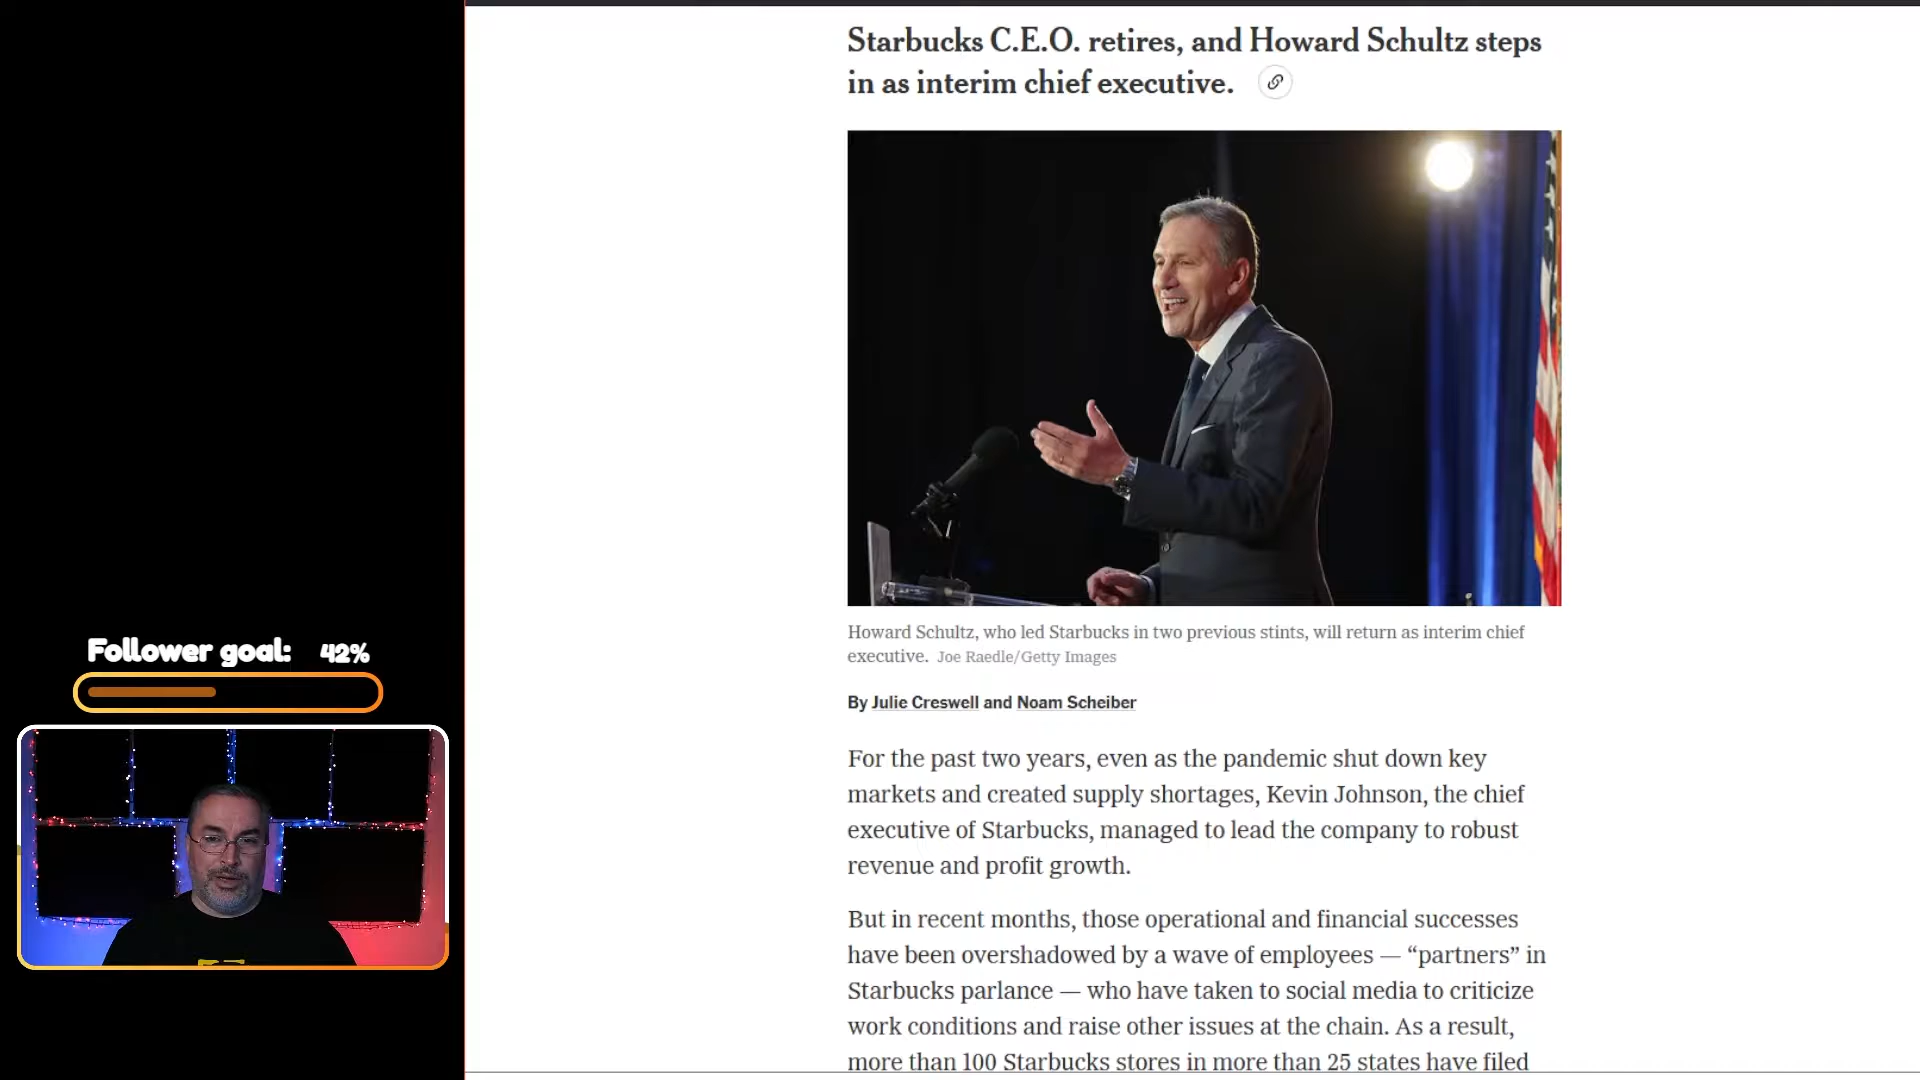 Starbucks C.E.O. retires, and Howard Schultz steps
in as interim chief executive.
Howard Schultz, who led Starbucks in two previous stints, will return as interim chief
executive. Joe Raedle/Getty Images
By Julie Creswell and Noam Scheiber
For the past two years, even as the pandemic shut down key
markets and created supply shortages, Kevin Johnson, the chief
executive of Starbucks, managed to lead the company to robust
revenue and profit growth.
But in recent months, those operational and financial successes
have been overshadowed by a wave of employees — “partners” in
Starbucks parlance — who have taken to social media to criticize
work conditions and raise other issues at the chain. As a result,
more than 100 Starbucks stores in more than 25 states have filed
Follower goal: 42%